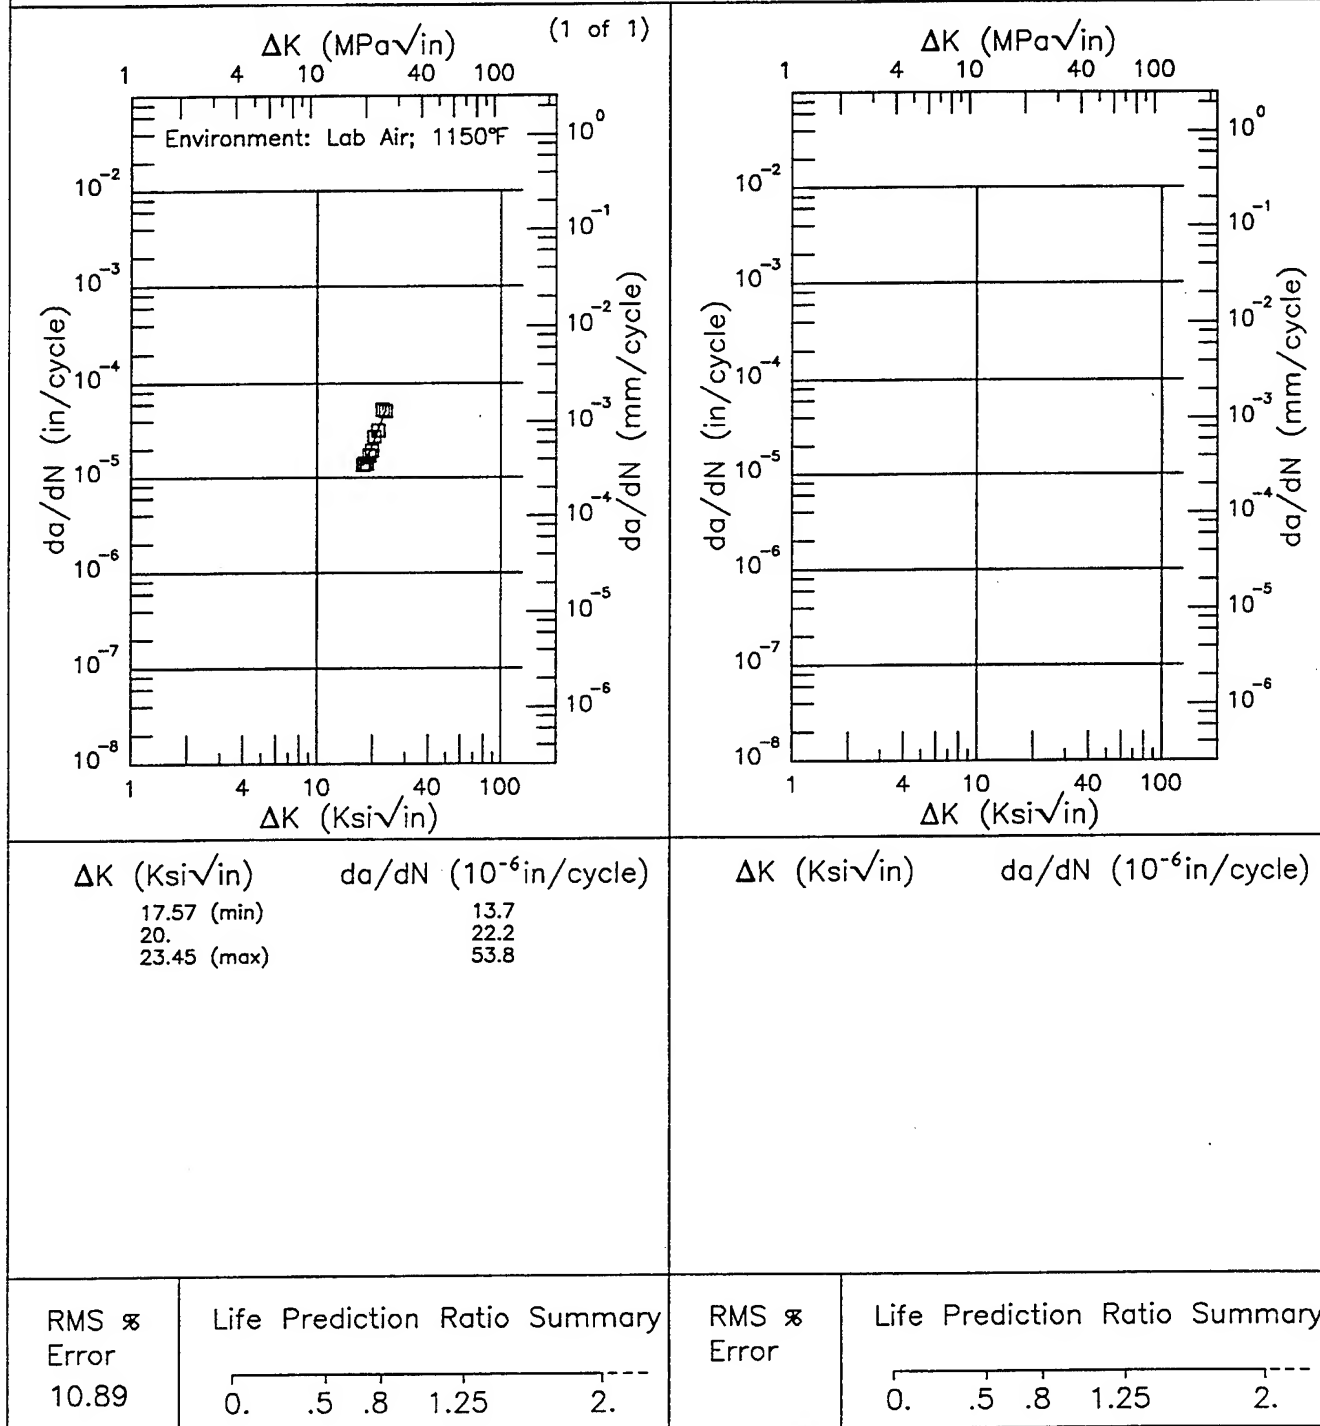 (1 of 1)
ΔK (MPa√in)
1 4 10 40 100
Environment: Lab Air; 1150°F
da/dN (in/cycle)
10⁻²
10⁻³
10⁻⁴
10⁻⁵
10⁻⁶
10⁻⁷
10⁻⁸
10⁰
10⁻¹
10⁻²
10⁻³
10⁻⁴
10⁻⁵
10⁻⁶
da/dN (mm/cycle)
1 4 10 40 100
ΔK (Ksi√in)
ΔK (MPa√in)
1 4 10 40 100
da/dN (in/cycle)
10⁻²
10⁻³
10⁻⁴
10⁻⁵
10⁻⁶
10⁻⁷
10⁻⁸
10⁰
10⁻¹
10⁻²
10⁻³
10⁻⁴
10⁻⁵
10⁻⁶
da/dN (mm/cycle)
1 4 10 40 100
ΔK (Ksi√in)
ΔK (Ksi√in) da/dN (10⁻⁶in/cycle)
17.57 (min) 13.7
20. 22.2
23.45 (max) 53.8
ΔK (Ksi√in) da/dN (10⁻⁶in/cycle)
RMS %
Error
10.89
Life Prediction Ratio Summary
0. .5 .8 1.25 2.
RMS %
Error
Life Prediction Ratio Summary
0. .5 .8 1.25 2.